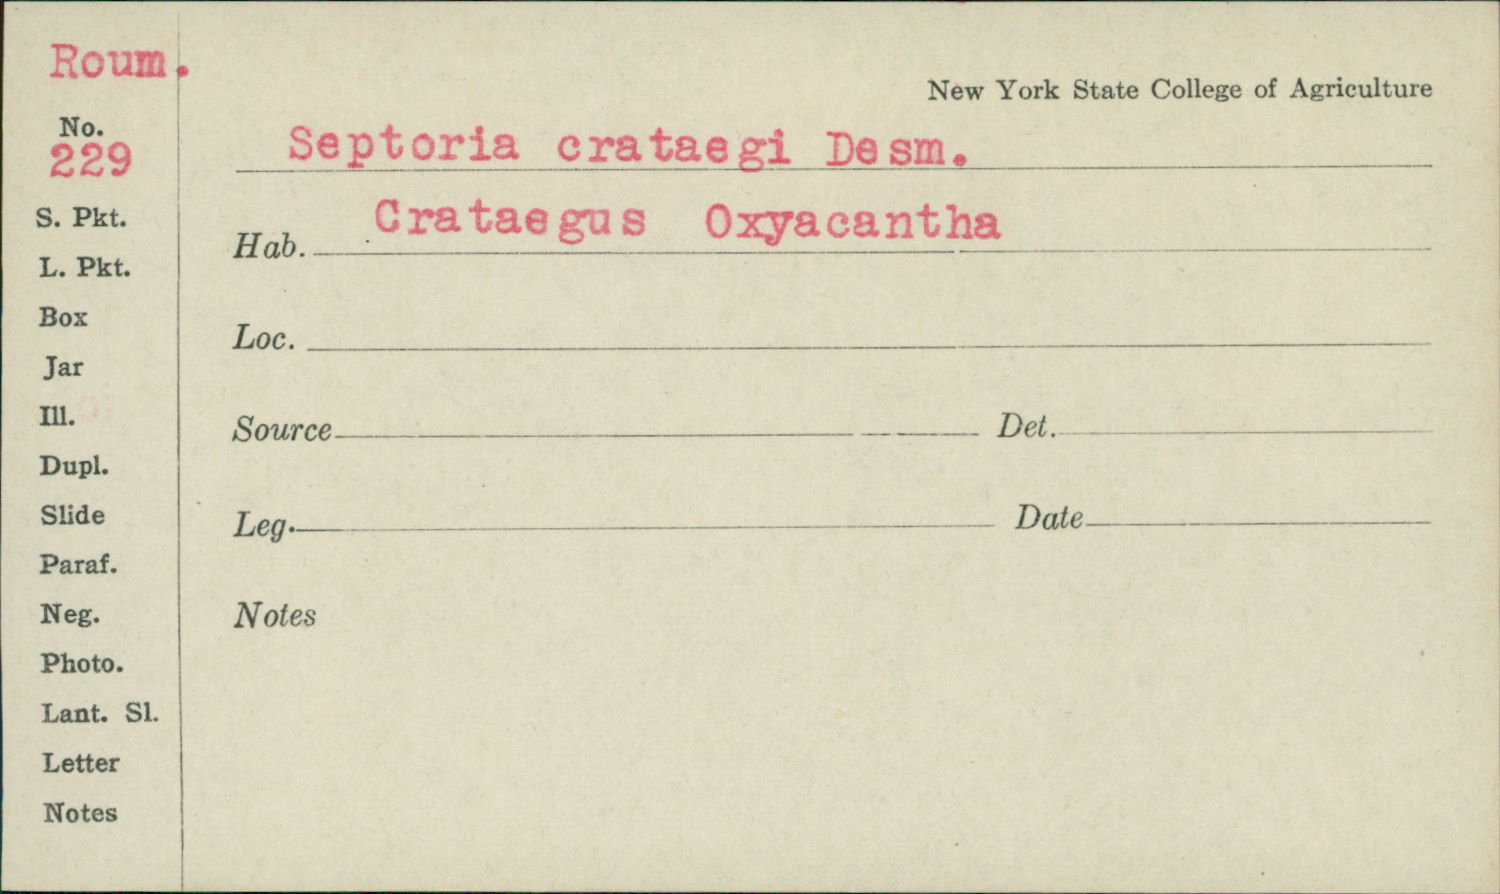 Roum.
New York State College of Agriculture
No.
229
Septoria crataegi Desm.
S. Pkt.
Hab. Crataegus Oxyacantha
L. Pkt.
Box
Loc.
Jar
Ill.
Source Det.
Dupl.
Slide
Leg. Date
Paraf.
Neg.
Notes
Photo.
Lant. Sl.
Letter
Notes